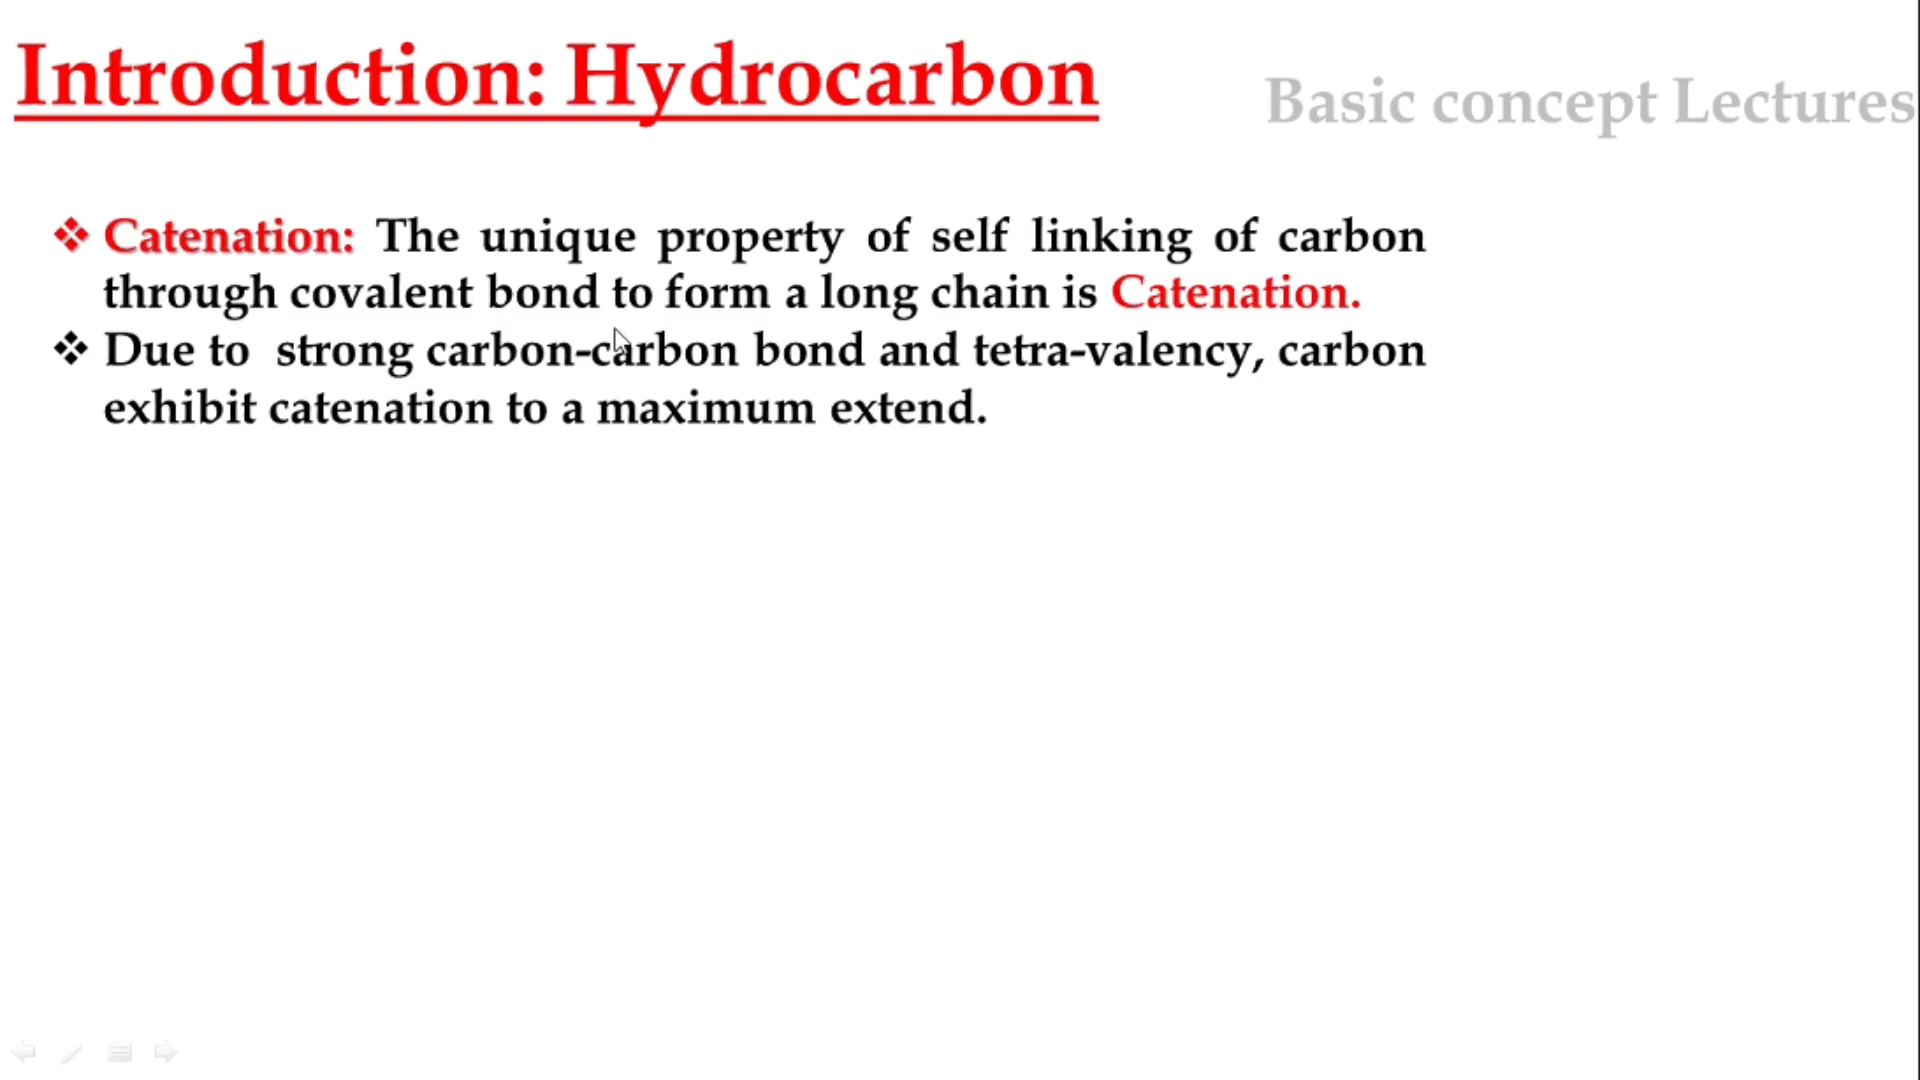 Introduction: Hydrocarbon
Basic concept Lectures
❖ Catenation: The unique property of self linking of carbon
through covalent bond to form a long chain is Catenation.
❖ Due to strong carbon-carbon bond and tetra-valency, carbon
exhibit catenation to a maximum extend.